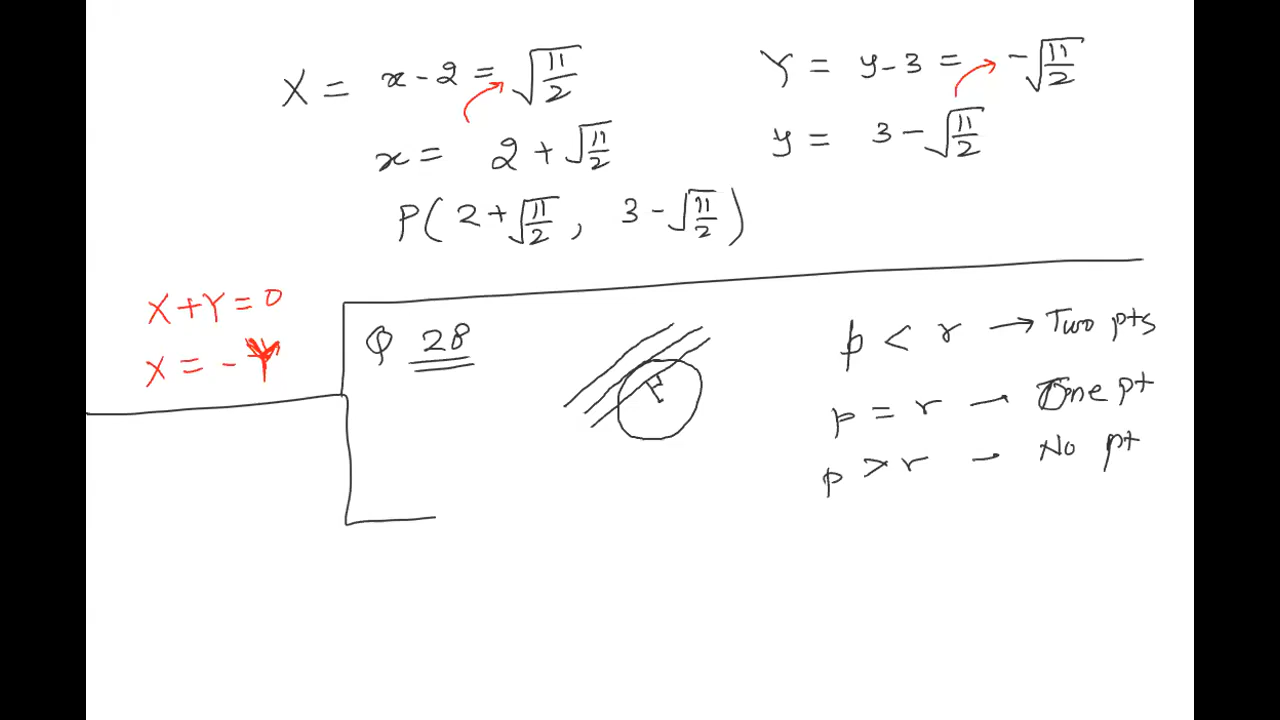 X = x - 2 = √(11/2)
Y = y - 3 = -√(11/2)
x = 2 + √(11/2)
y = 3 - √(11/2)
P(2 + √(11/2), 3 - √(11/2))
X + Y = 0
X = - Y
Q 28
p < r → Two pts
p = r → One pt
p > r - No pt